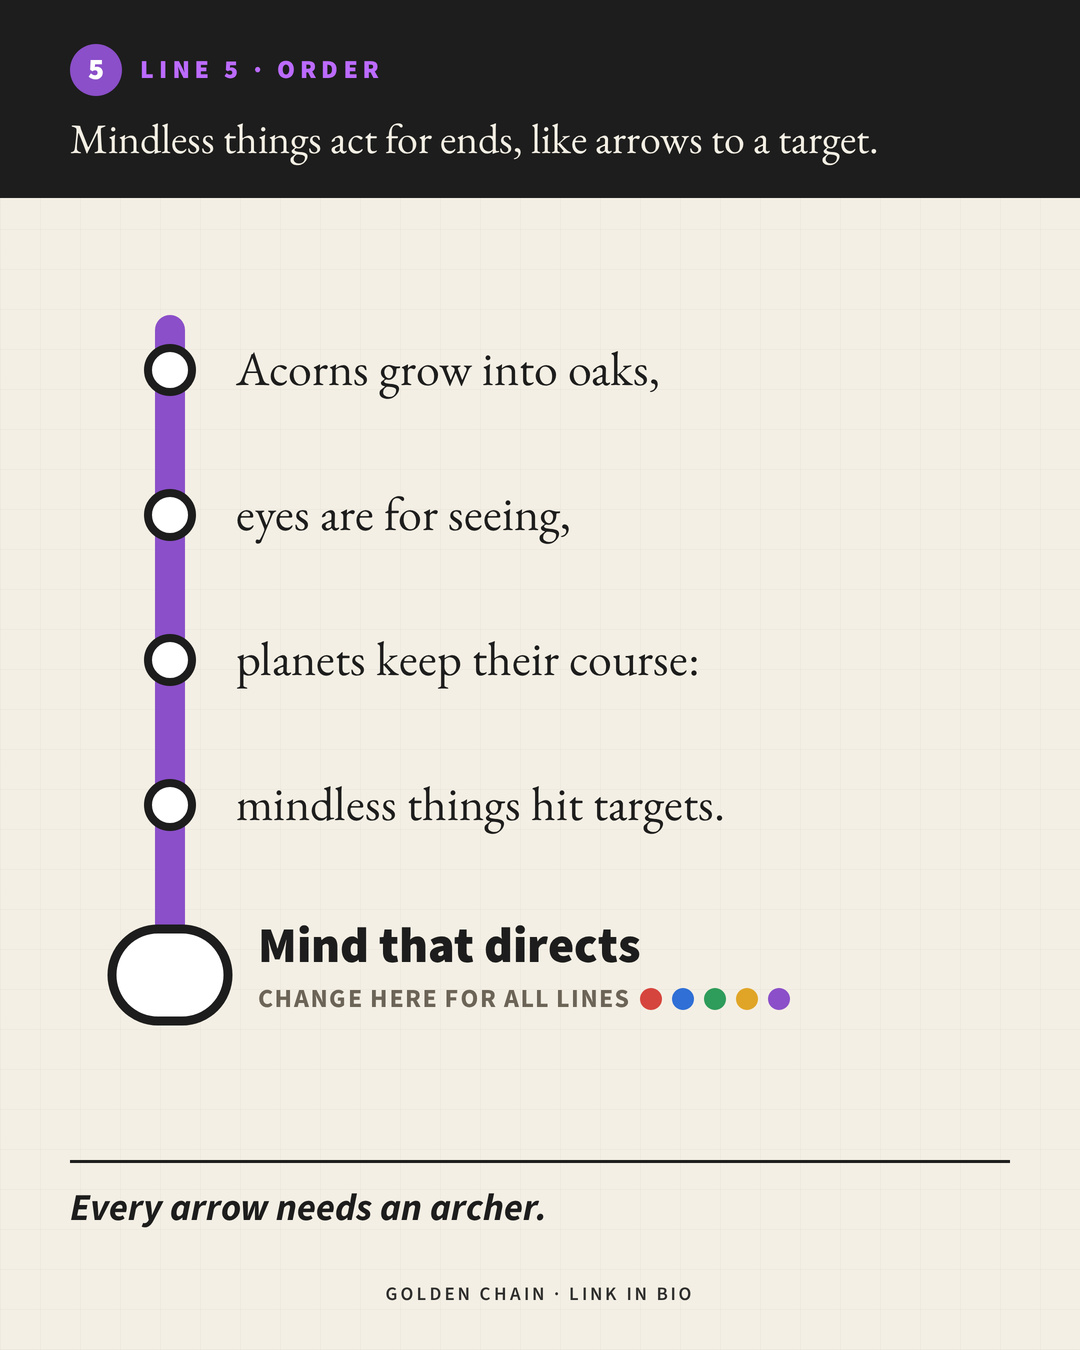 5 LINE 5 · ORDER
Mindless things act for ends, like arrows to a target.
Acorns grow into oaks,
eyes are for seeing,
planets keep their course:
mindless things hit targets.
Mind that directs
CHANGE HERE FOR ALL LINES
Every arrow needs an archer.
GOLDEN CHAIN · LINK IN BIO